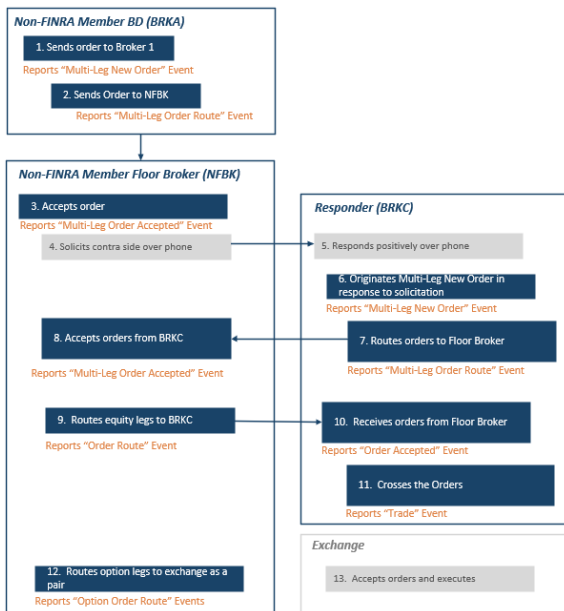 Non-FINRA Member BD (BRKA)
1. Sends order to Broker 1
Reports “Multi-Leg New Order” Event
2. Sends Order to NFBK
Reports “Multi-Leg Order Route” Event
Non-FINRA Member Floor Broker (NFBK)
3. Accepts order
Reports “Multi-Leg Order Accepted” Event
4. Solicits contra side over phone
Responder (BRKC)
5. Responds positively over phone
6. Originates Multi-Leg New Order in
response to solicitation
Reports “Multi-Leg New Order” Event
7. Routes orders to Floor Broker
Reports “Multi-Leg Order Route” Event
8. Accepts orders from BRKC
Reports “Multi-Leg Order Accepted” Event
9. Routes equity legs to BRKC
Reports “Order Route” Event
10. Receives orders from Floor Broker
Reports “Order Accepted” Event
11. Crosses the Orders
Reports “Trade” Event
12. Routes option legs to exchange as a
pair
Reports “Option Order Route” Events
Exchange
13. Accepts orders and executes